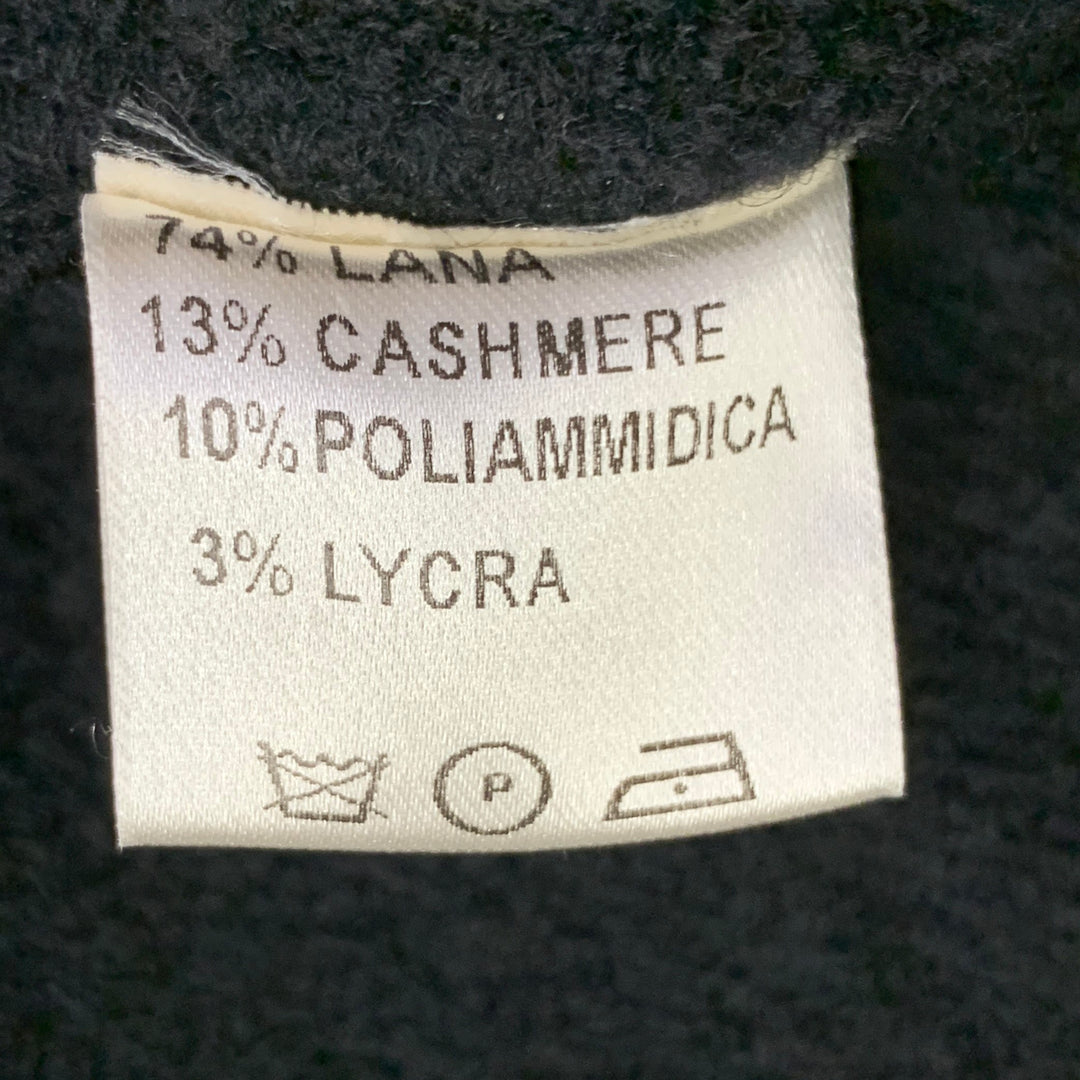 74% LANA
13% CASHMERE
10% POLIAMMIDICA
3% LYCRA
P